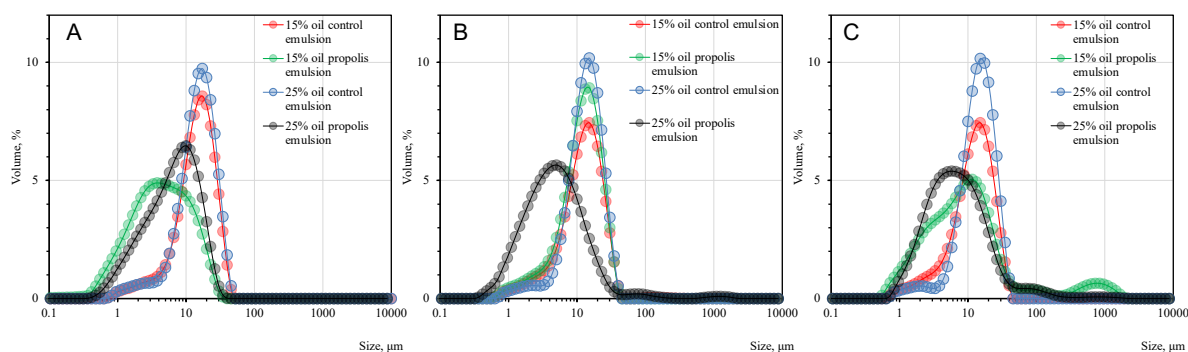 A
Volume, %
10
5
0
0.1
1
10
100
1000
10000
Size, μm
15% oil control
emulsion
15% oil propolis
emulsion
25% oil control
emulsion
25% oil propolis
emulsion
B
Volume, %
10
5
0
0.1
1
10
100
1000
10000
Size, μm
15% oil control emulsion
15% oil propolis
emulsion
25% oil control emulsion
25% oil propolis
emulsion
C
Volume, %
10
5
0
0.1
1
10
100
1000
10000
Size, μm
15% oil control
emulsion
15% oil propolis
emulsion
25% oil control
emulsion
25% oil propolis
emulsion